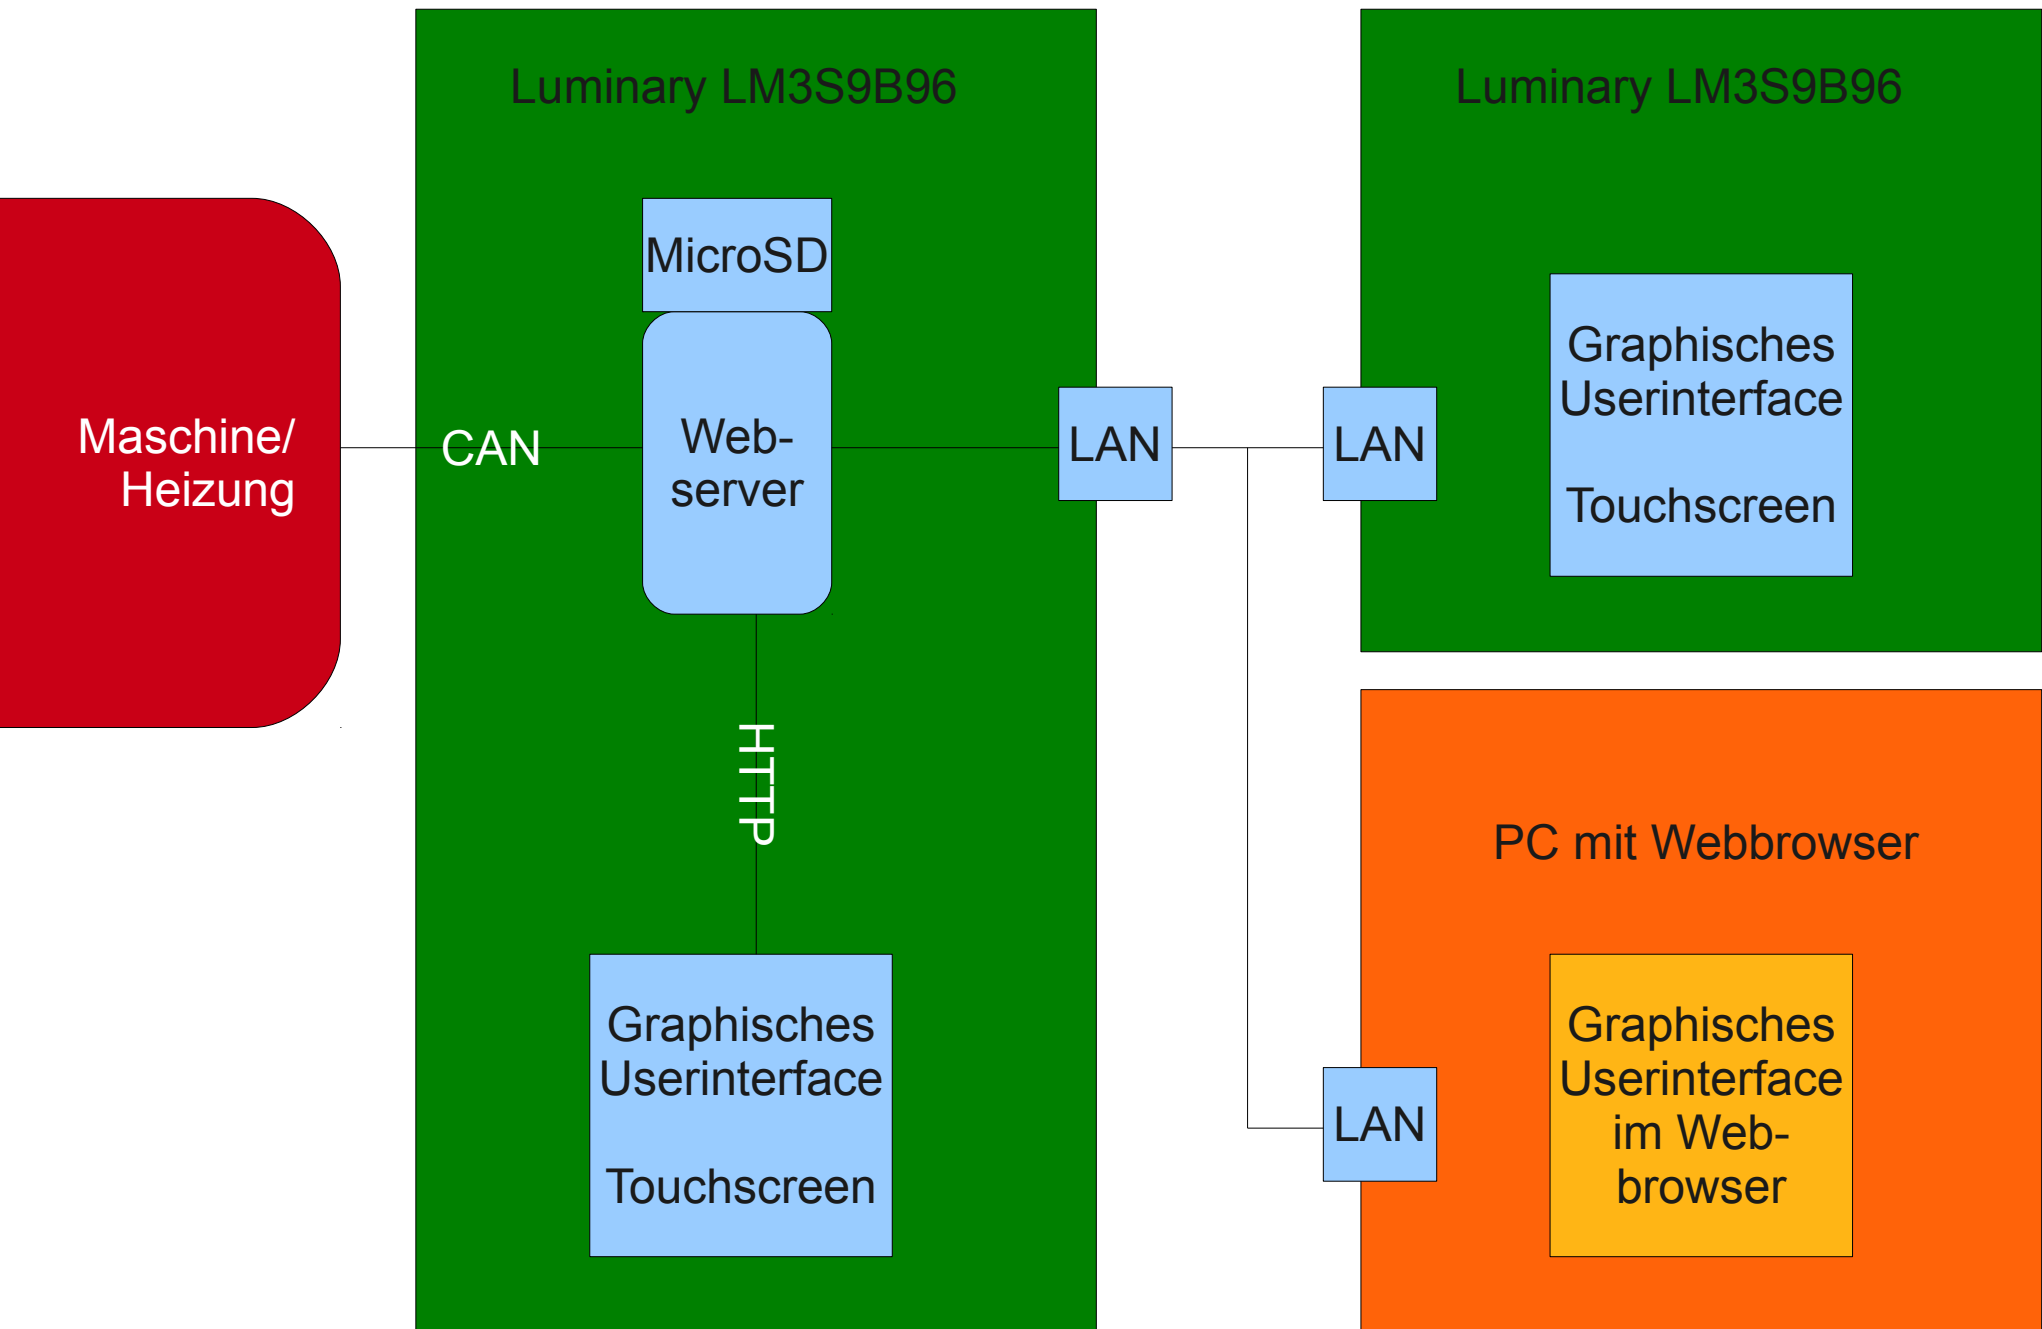 Luminary LM3S9B96
Luminary LM3S9B96
MicroSD
Graphisches
Userinterface
Touchscreen
Maschine/
Heizung
CAN
Web-
server
LAN
LAN
HTTP
PC mit Webbrowser
Graphisches
Userinterface
Touchscreen
LAN
Graphisches
Userinterface
im Web-
browser